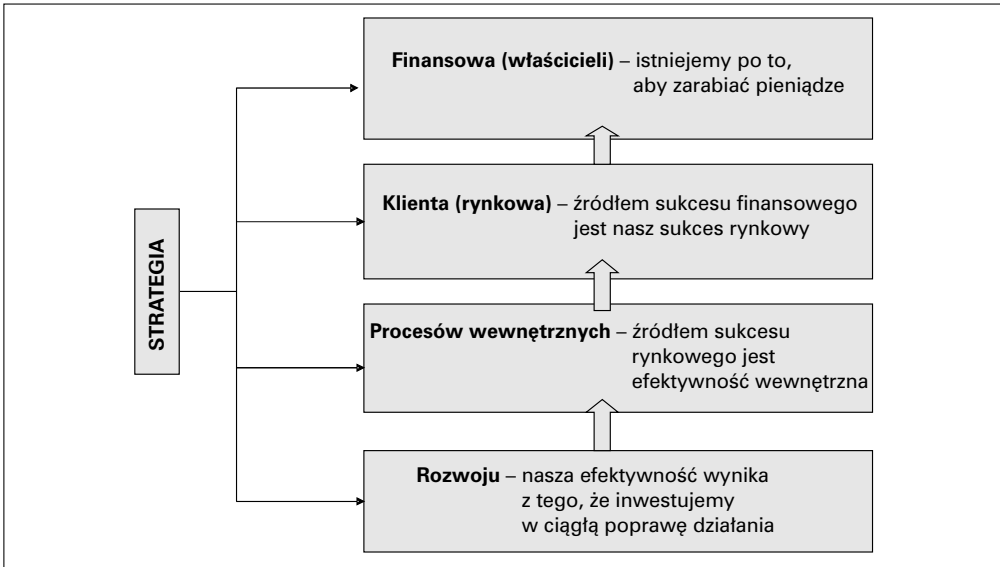 STRATEGIA
Finansowa (właścicieli) – istniejemy po to,
aby zarabiać pieniądze
Klienta (rynkowa) – źródłem sukcesu finansowego
jest nasz sukces rynkowy
Procesów wewnętrznych – źródłem sukcesu
rynkowego jest
efektywność wewnętrzna
Rozwoju – nasza efektywność wynika
z tego, że inwestujemy
w ciągłą poprawę działania